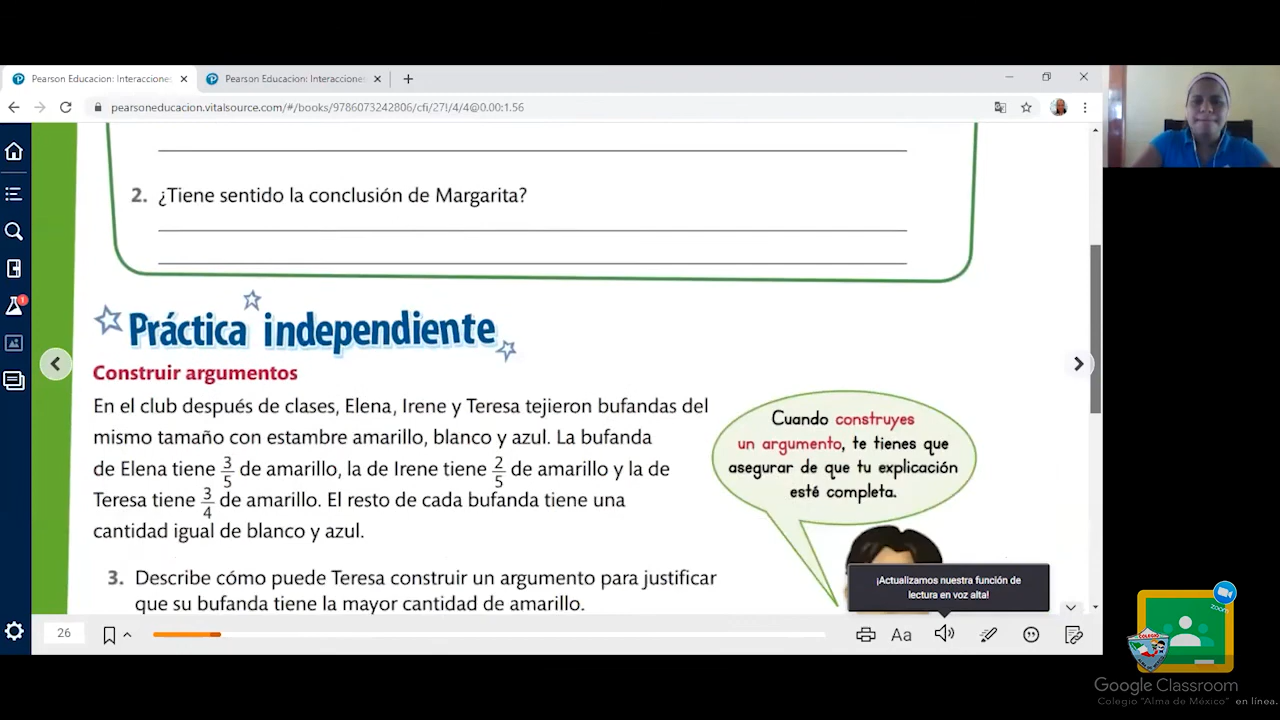 Pearson Educacion: Interacciones
Pearson Educacion: Interacciones
pearsoneducacion.vitalsource.com/#/books/9786073242806/cfi/27!/4/4@0.00:1.56
2. ¿Tiene sentido la conclusión de Margarita?
Práctica independiente
Construir argumentos
En el club después de clases, Elena, Irene y Teresa tejieron bufandas del
mismo tamaño con estambre amarillo, blanco y azul. La bufanda
de Elena tiene 3/5 de amarillo, la de Irene tiene 2/5 de amarillo y la de
Teresa tiene 3/4 de amarillo. El resto de cada bufanda tiene una
cantidad igual de blanco y azul.
Cuando construyes
un argumento, te tienes que
asegurar de que tu explicación
esté completa.
3. Describe cómo puede Teresa construir un argumento para justificar
que su bufanda tiene la mayor cantidad de amarillo.
¡Actualizamos nuestra función de
lectura en voz alta!
1
26
Aa
zoom
COLEGIO
Google Classroom
Colegio "Alma de México" en línea.